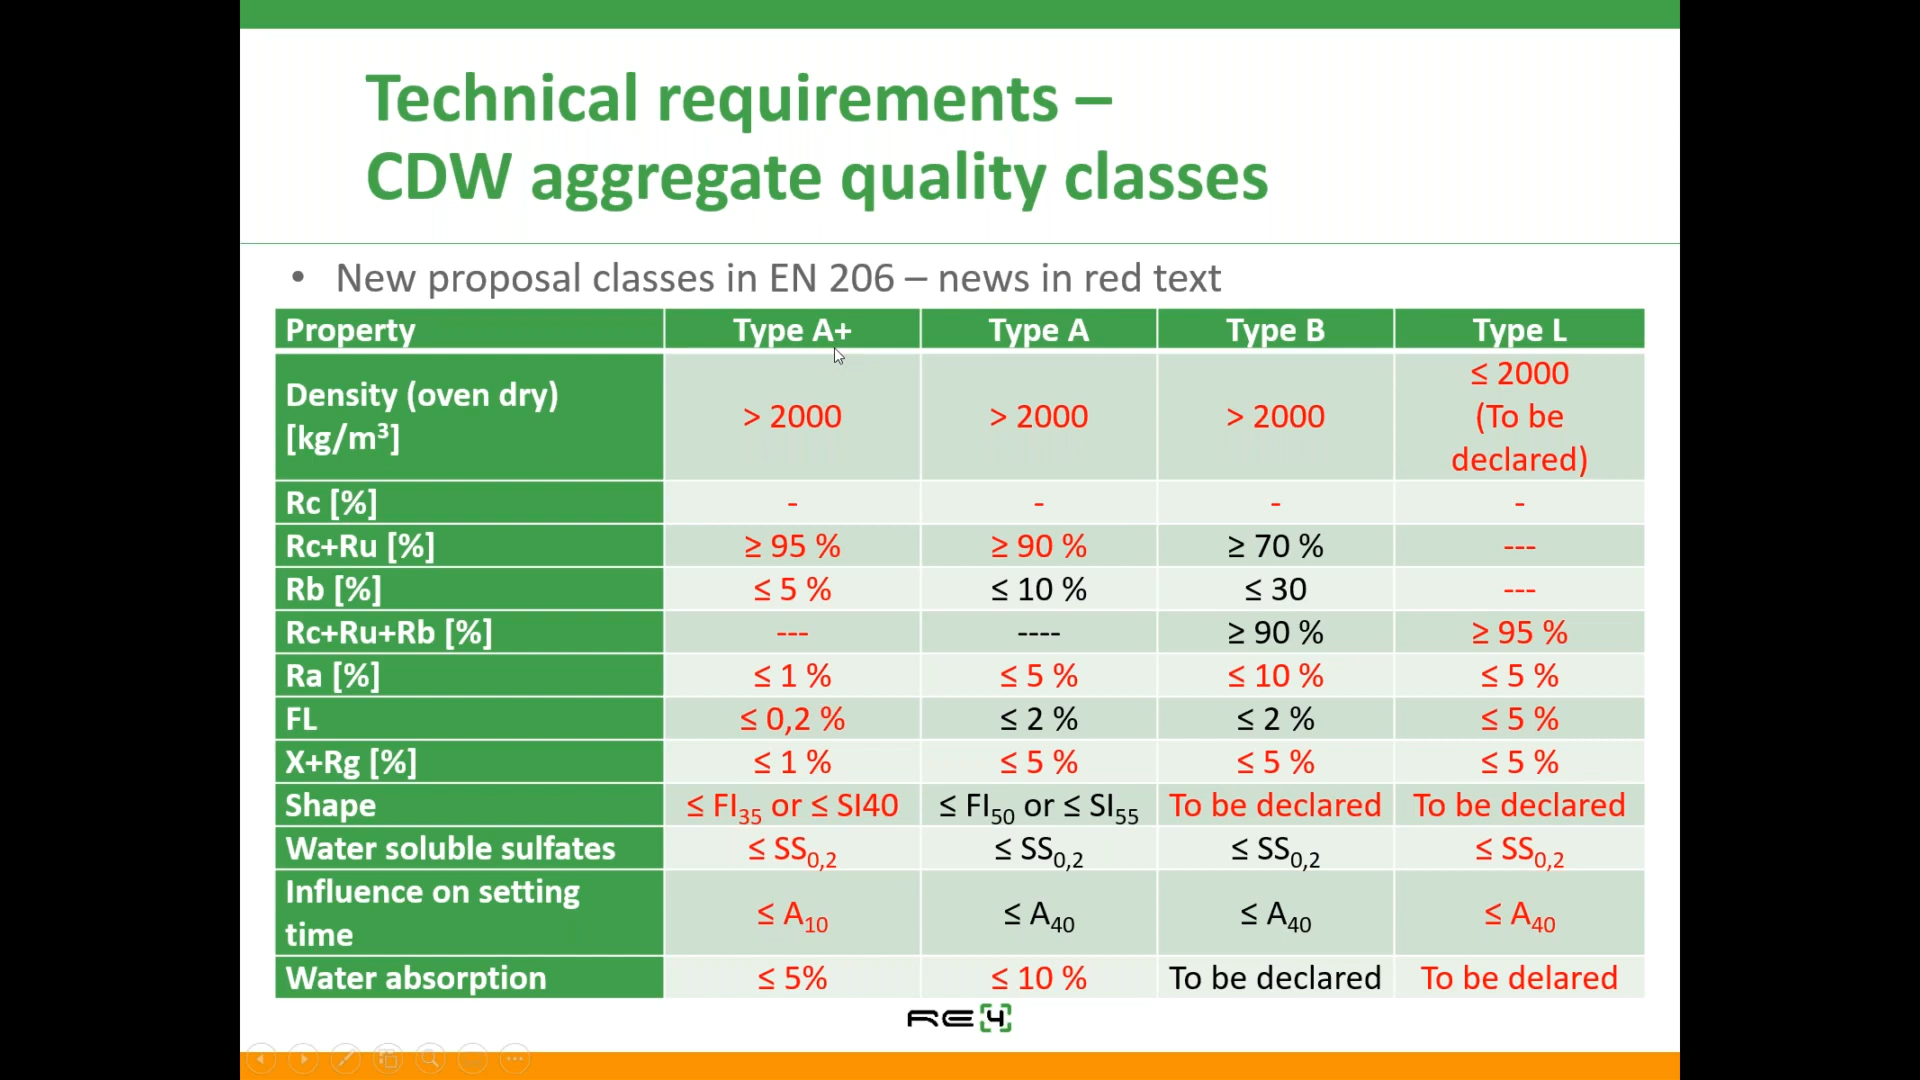 Technical requirements –
CDW aggregate quality classes
• New proposal classes in EN 206 – news in red text
Property Type A+ Type A Type B Type L
Density (oven dry) [kg/m³] > 2000 > 2000 > 2000 ≤ 2000 (To be declared)
Rc [%] - - - -
Rc+Ru [%] ≥ 95 % ≥ 90 % ≥ 70 % ---
Rb [%] ≤ 5 % ≤ 10 % ≤ 30 ---
Rc+Ru+Rb [%] --- ---- ≥ 90 % ≥ 95 %
Ra [%] ≤ 1 % ≤ 5 % ≤ 10 % ≤ 5 %
FL ≤ 0,2 % ≤ 2 % ≤ 2 % ≤ 5 %
X+Rg [%] ≤ 1 % ≤ 5 % ≤ 5 % ≤ 5 %
Shape ≤ FI35 or ≤ SI40 ≤ FI50 or ≤ SI55 To be declared To be declared
Water soluble sulfates ≤ SS0,2 ≤ SS0,2 ≤ SS0,2 ≤ SS0,2
Influence on setting time ≤ A10 ≤ A40 ≤ A40 ≤ A40
Water absorption ≤ 5% ≤ 10 % To be declared To be delared
RE4